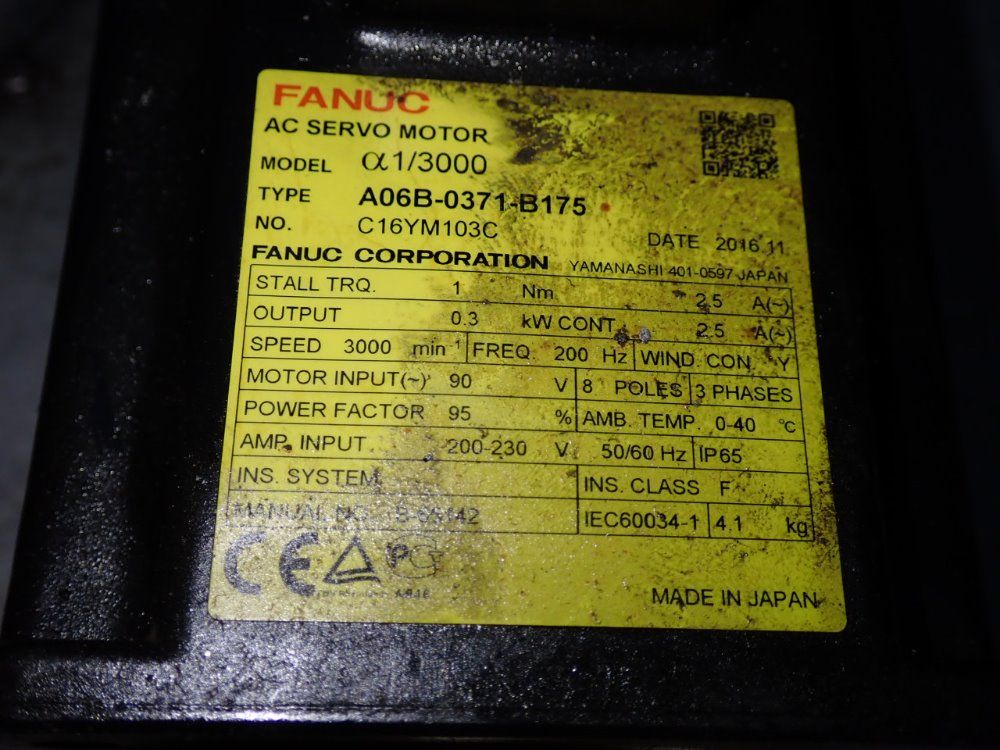 FANUC
AC SERVO MOTOR
MODEL α1/3000
TYPE A06B-0371-B175
NO. C16YM103C
DATE 2016.11
FANUC CORPORATION YAMANASHI 401-0597 JAPAN
STALL TRQ. 1 Nm 2.5 A(~)
OUTPUT 0.3 kW CONT. 2.5 A(~)
SPEED 3000 min⁻¹ FREQ. 200 Hz WIND. CON. Y
MOTOR INPUT(~) 90 V 8 POLES 3 PHASES
POWER FACTOR 95 % AMB. TEMP. 0-40 °C
AMP. INPUT. 200-230 V 50/60 Hz IP65
INS. SYSTEM INS. CLASS F
MANUAL NO. IEC60034-1 4.1 kg
CE
MADE IN JAPAN